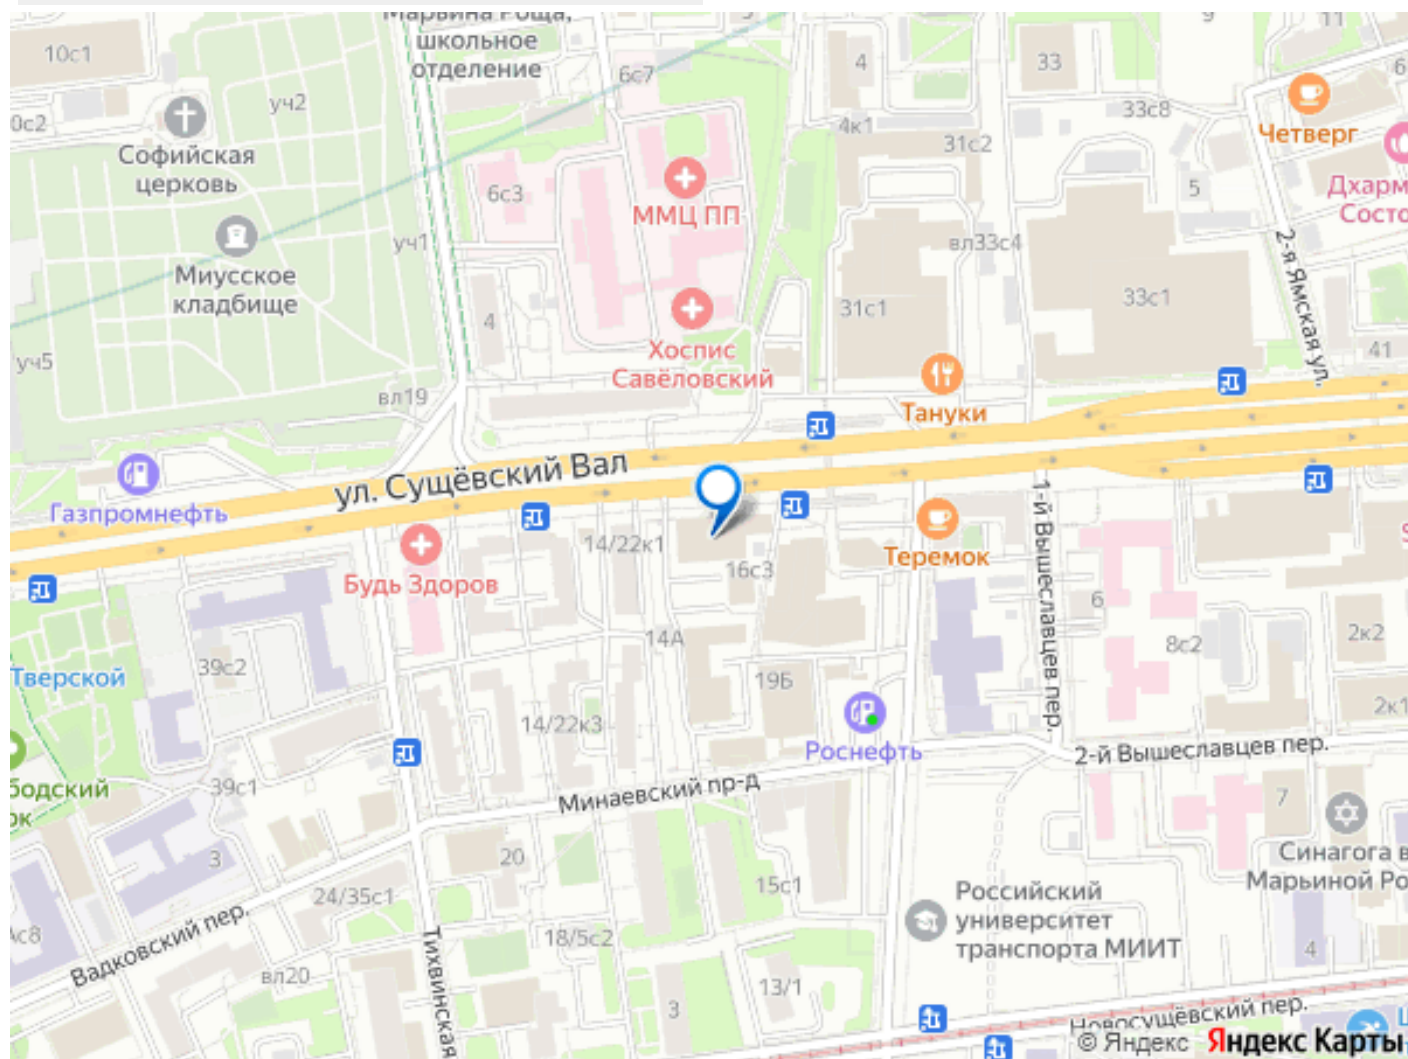 Марьина Роща,
школьное
отделение
10с1
уч2
6с7
4
33
9
11
6
0с2
Софийская
церковь
4к1
31с2
33с8
Четверг
6с3
ММЦ ПП
5
Дхарм
Состо
уч1
вл33с4
2-я Ямская ул.
Миусское
кладбище
4
31с1
33с1
уч5
Хоспис
Савёловский
41
вл19
Тануки
ул. Сущёвский Вал
Газпромнефть
1-й Вышеславцев пер.
14/22к1
Теремок
Будь Здоров
16с3
6
14А
8с2
2к2
39с2
Тверской
19Б
2к1
14/22к3
Роснефть
2-й Вышеславцев пер.
39с1
бодский
ок
Минаевский пр-д
7
3
20
Синагога в
Марьиной Ро
24/35с1
15с1
Российский
университет
транспорта МИИТ
Ас8
Вадковский пер.
18/5с2
4
вл20
Тихвинская
13/1
3
Новосущёвский пер.
© Яндекс Яндекс Карты